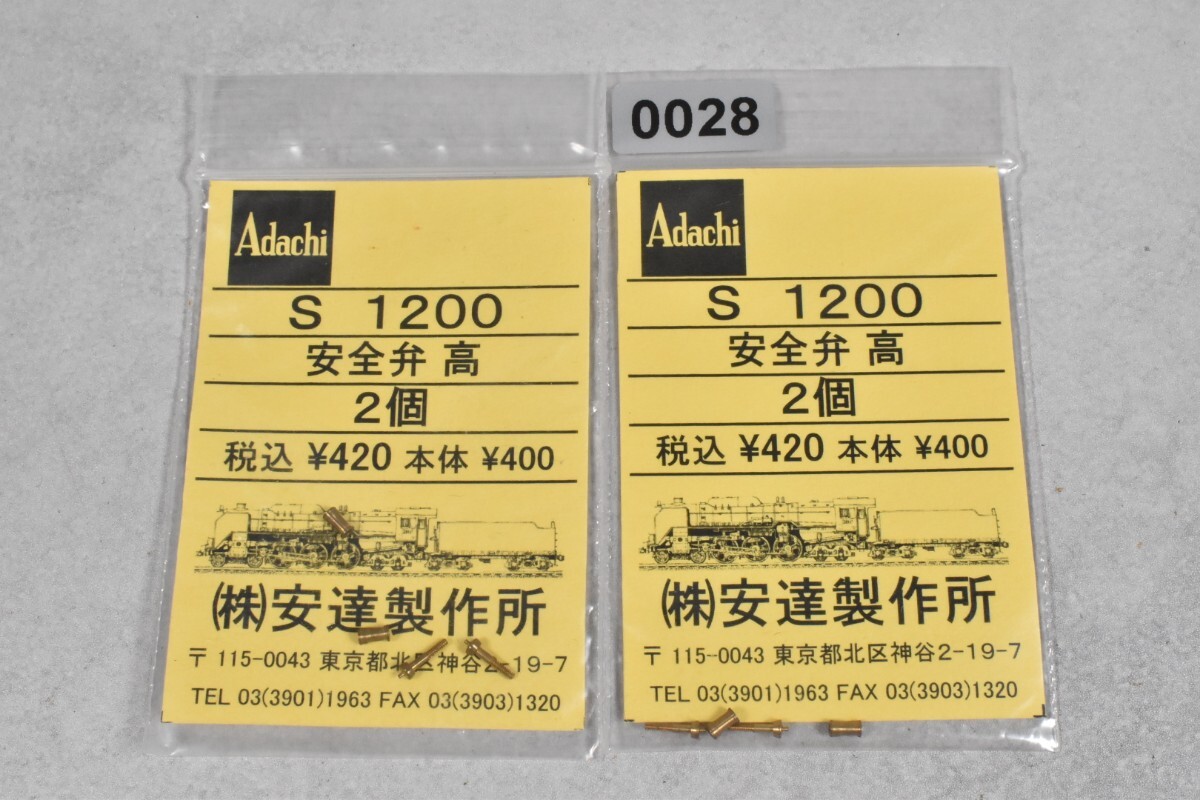 0028
Adachi
S 1200
安全弁 高
2個
税込 ¥420 本体 ¥400
(株)安達製作所
〒 115-0043 東京都北区神谷2-19-7
TEL 03(3901)1963 FAX 03(3903)1320
Adachi
S 1200
安全弁 高
2個
税込 ¥420 本体 ¥400
(株)安達製作所
〒 115-0043 東京都北区神谷2-19-7
TEL 03(3901)1963 FAX 03(3903)1320